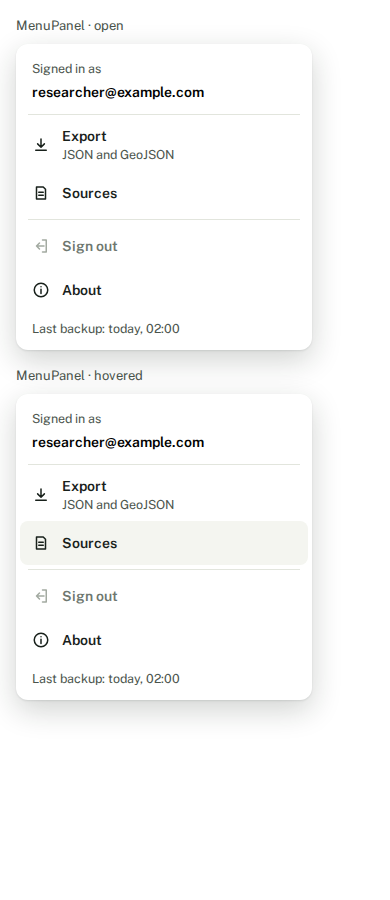 MenuPanel · open
Signed in as
researcher@example.com
Export
JSON and GeoJSON
Sources
Sign out
About
Last backup: today, 02:00
MenuPanel · hovered
Signed in as
researcher@example.com
Export
JSON and GeoJSON
Sources
Sign out
About
Last backup: today, 02:00